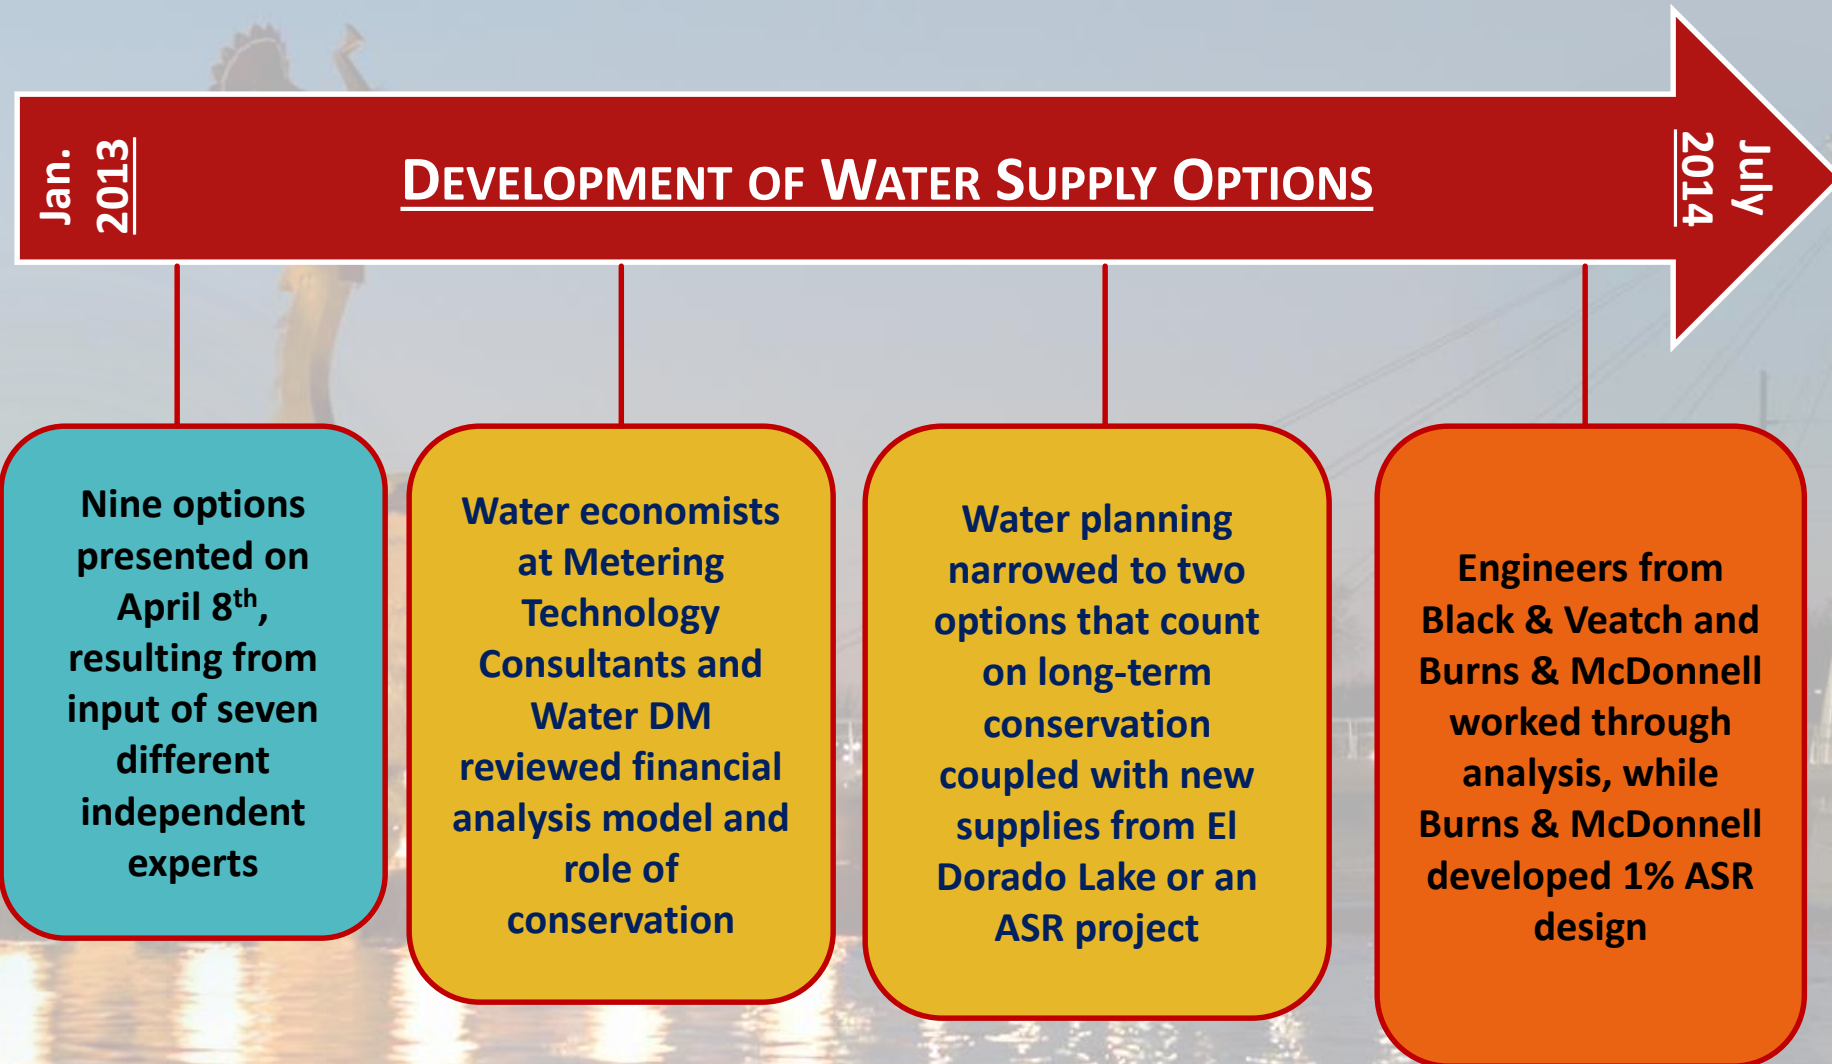 Jan.
2013
DEVELOPMENT OF WATER SUPPLY OPTIONS
July
2014
Nine options
presented on
April 8th,
resulting from
input of seven
different
independent
experts
Water economists
at Metering
Technology
Consultants and
Water DM
reviewed financial
analysis model and
role of
conservation
Water planning
narrowed to two
options that count
on long-term
conservation
coupled with new
supplies from El
Dorado Lake or an
ASR project
Engineers from
Black & Veatch and
Burns & McDonnell
worked through
analysis, while
Burns & McDonnell
developed 1% ASR
design